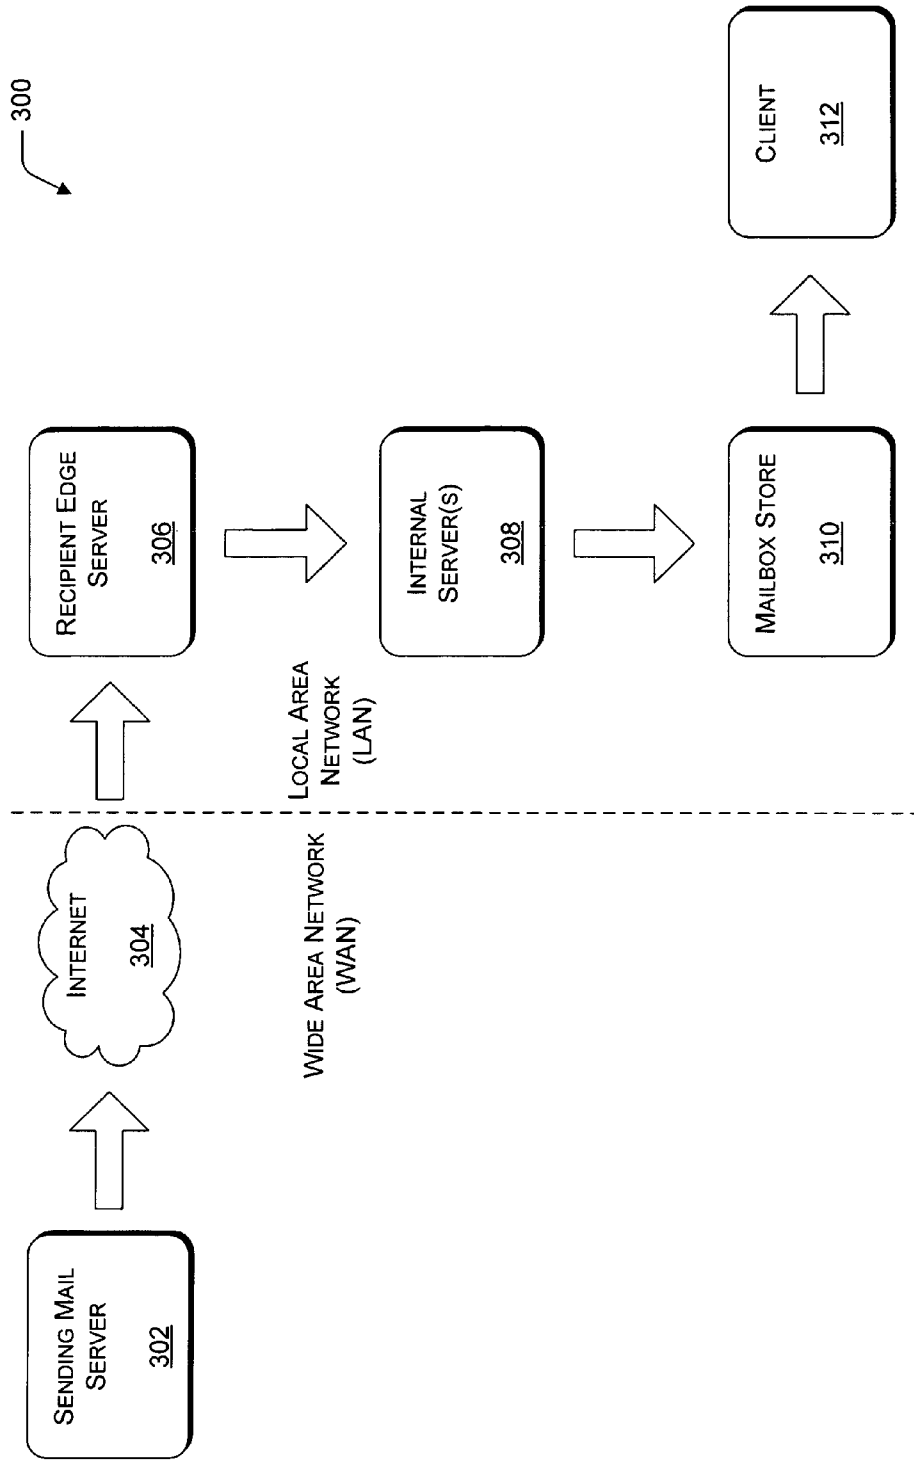 300
SENDING MAIL
SERVER
302
INTERNET
304
RECIPIENT EDGE
SERVER
306
WIDE AREA NETWORK
(WAN)
LOCAL AREA
NETWORK
(LAN)
INTERNAL
SERVER(S)
308
MAILBOX STORE
310
CLIENT
312